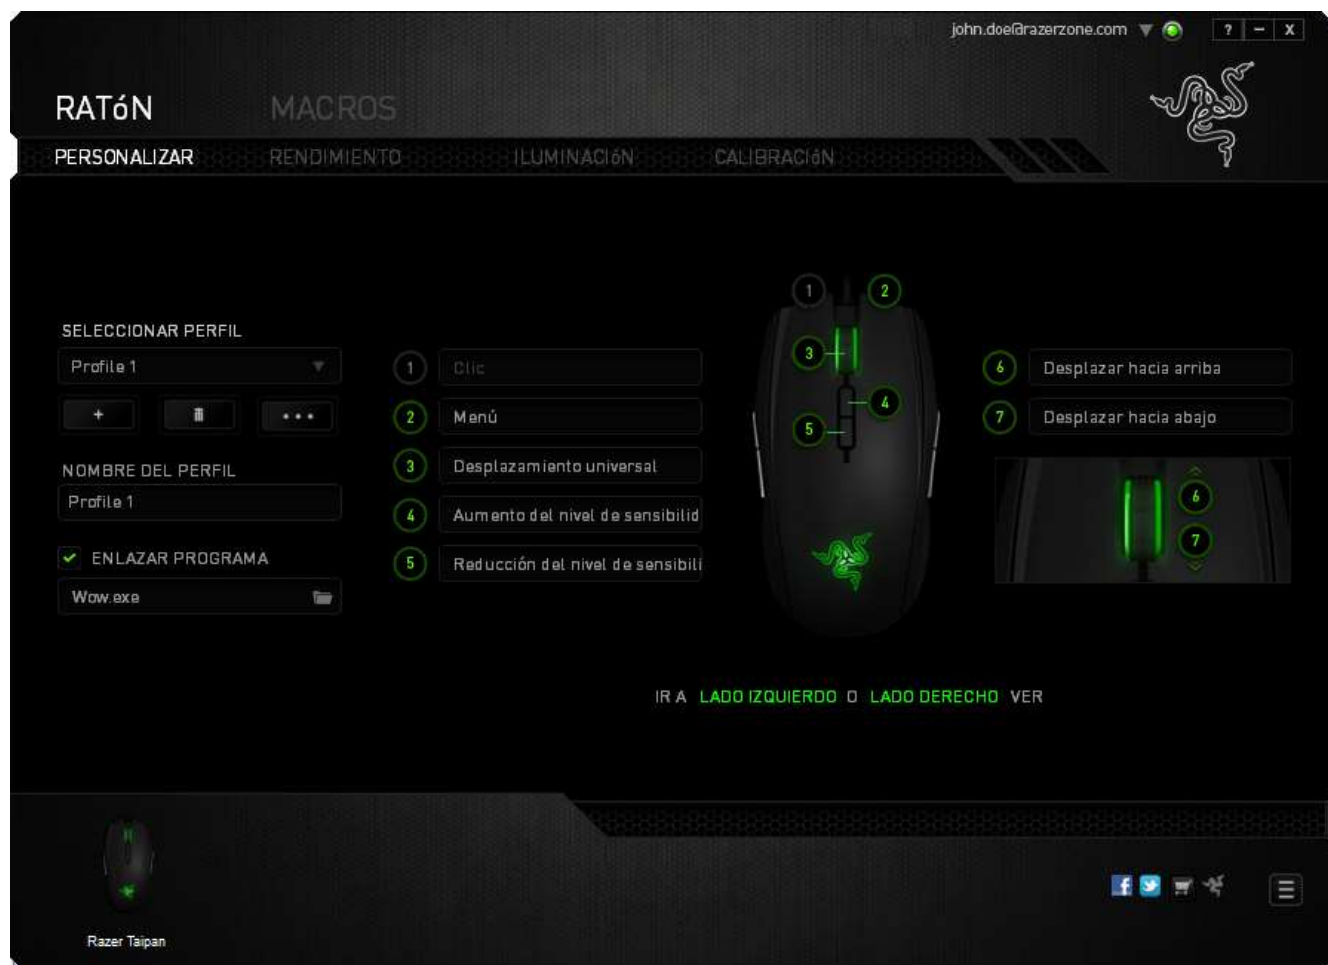 john.doe@razerzone.com
? – X
RATóN MACROS
PERSONALIZAR RENDIMIENTO ILUMINACIóN CALIBRACIóN
SELECCIONAR PERFIL
Profile 1
+ •••
NOMBRE DEL PERFIL
Profile 1
ENLAZAR PROGRAMA
Wow.exe
1 Clic
2 Menú
3 Desplazamiento universal
4 Aumento del nivel de sensibilid
5 Reducción del nivel de sensibili
1 2
3
4
5
6 Desplazar hacia arriba
7 Desplazar hacia abajo
6
7
IR A LADO IZQUIERDO O LADO DERECHO VER
Razer Taipan
f